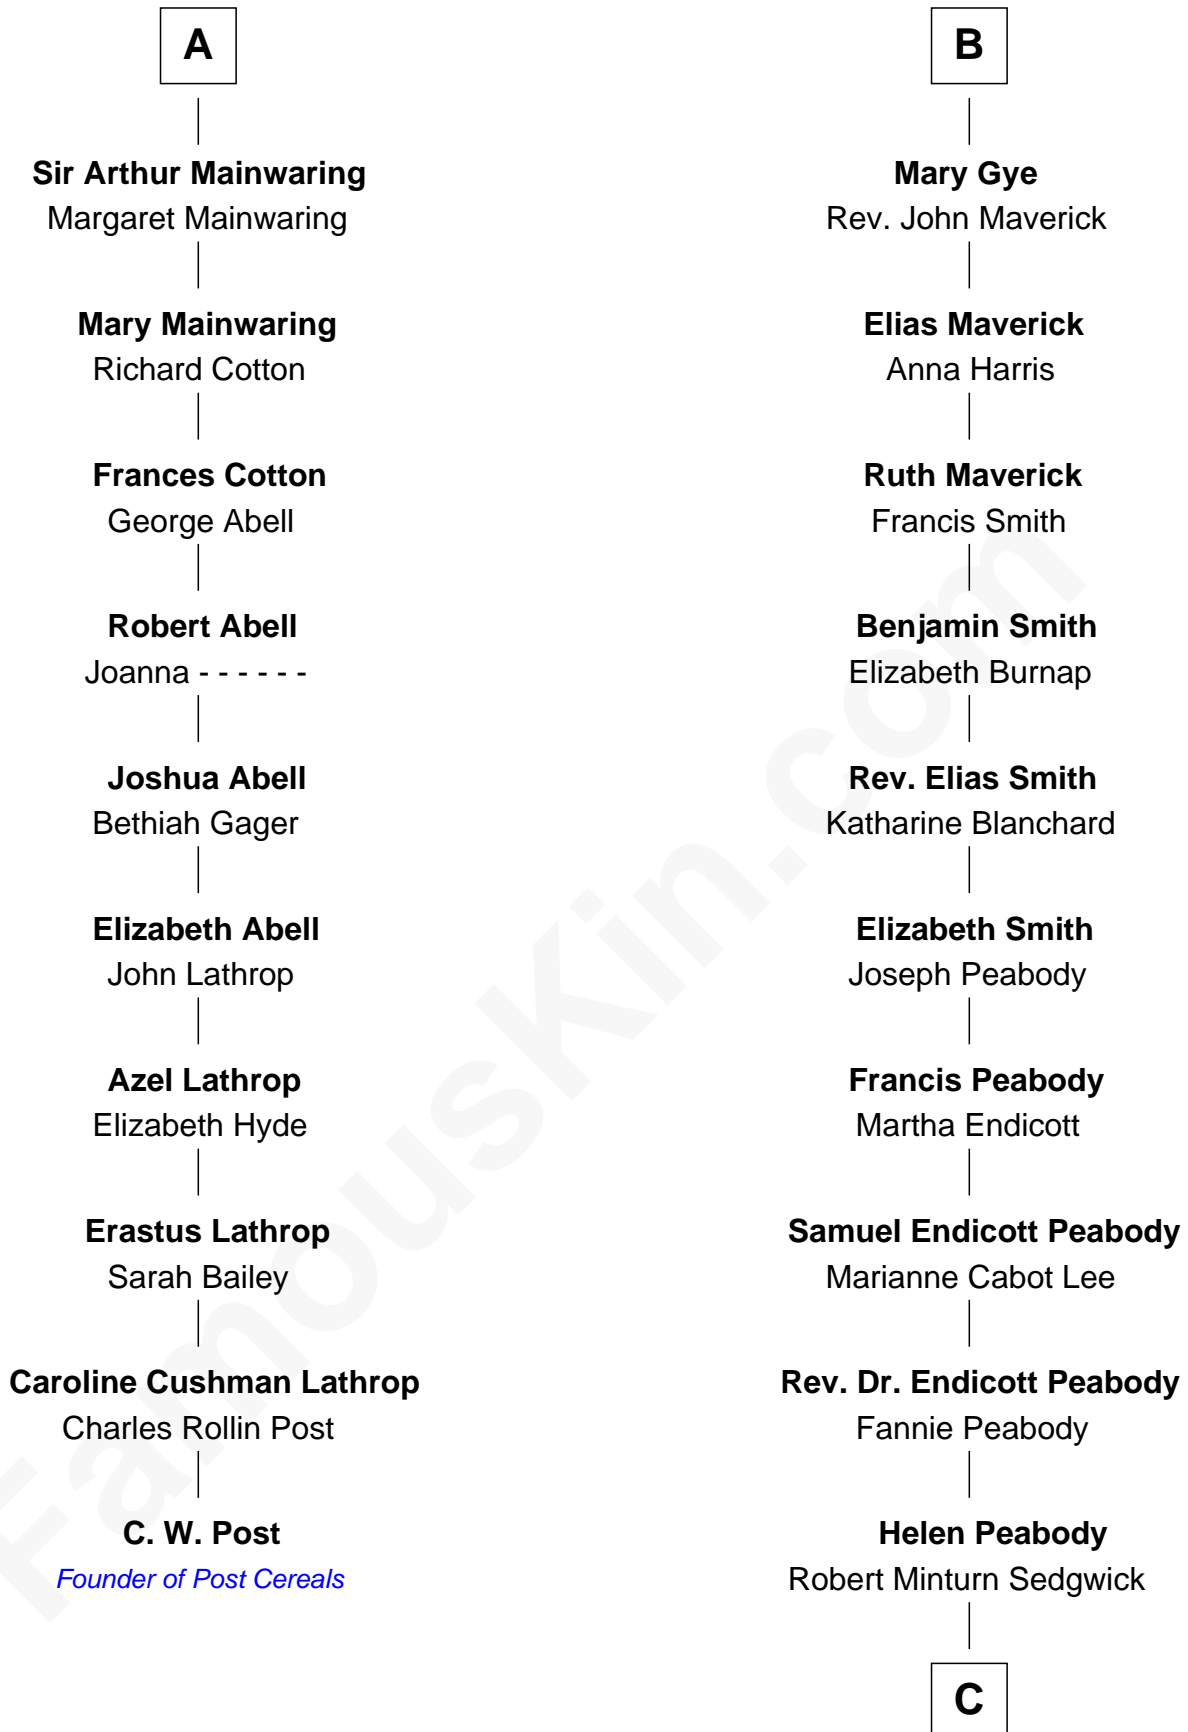 A
Sir Arthur Mainwaring
Margaret Mainwaring
Mary Mainwaring
Richard Cotton
Frances Cotton
George Abell
Robert Abell
Joanna - - - - - -
Joshua Abell
Bethiah Gager
Elizabeth Abell
John Lathrop
Azel Lathrop
Elizabeth Hyde
Erastus Lathrop
Sarah Bailey
Caroline Cushman Lathrop
Charles Rollin Post
C. W. Post
Founder of Post Cereals
B
Mary Gye
Rev. John Maverick
Elias Maverick
Anna Harris
Ruth Maverick
Francis Smith
Benjamin Smith
Elizabeth Burnap
Rev. Elias Smith
Katharine Blanchard
Elizabeth Smith
Joseph Peabody
Francis Peabody
Martha Endicott
Samuel Endicott Peabody
Marianne Cabot Lee
Rev. Dr. Endicott Peabody
Fannie Peabody
Helen Peabody
Robert Minturn Sedgwick
C
FamousKin.com